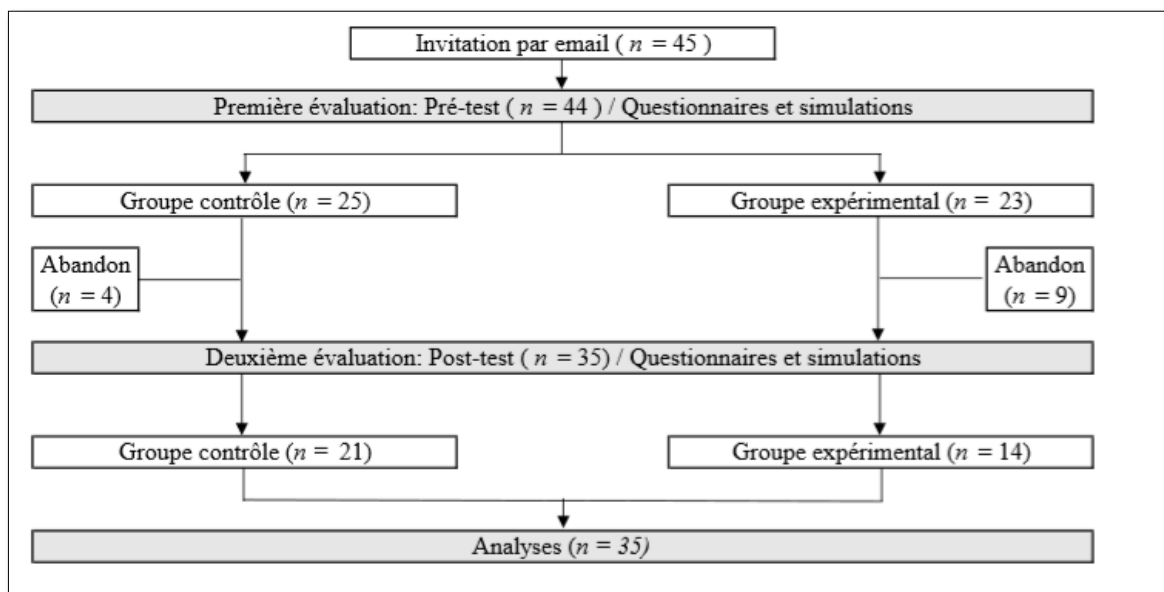 Invitation par email ( n = 45 )
Première évaluation: Pré-test ( n = 44 ) / Questionnaires et simulations
Groupe contrôle (n = 25)
Groupe expérimental (n = 23)
Abandon
(n = 4)
Abandon
(n = 9)
Deuxième évaluation: Post-test ( n = 35) / Questionnaires et simulations
Groupe contrôle (n = 21)
Groupe expérimental (n = 14)
Analyses (n = 35)